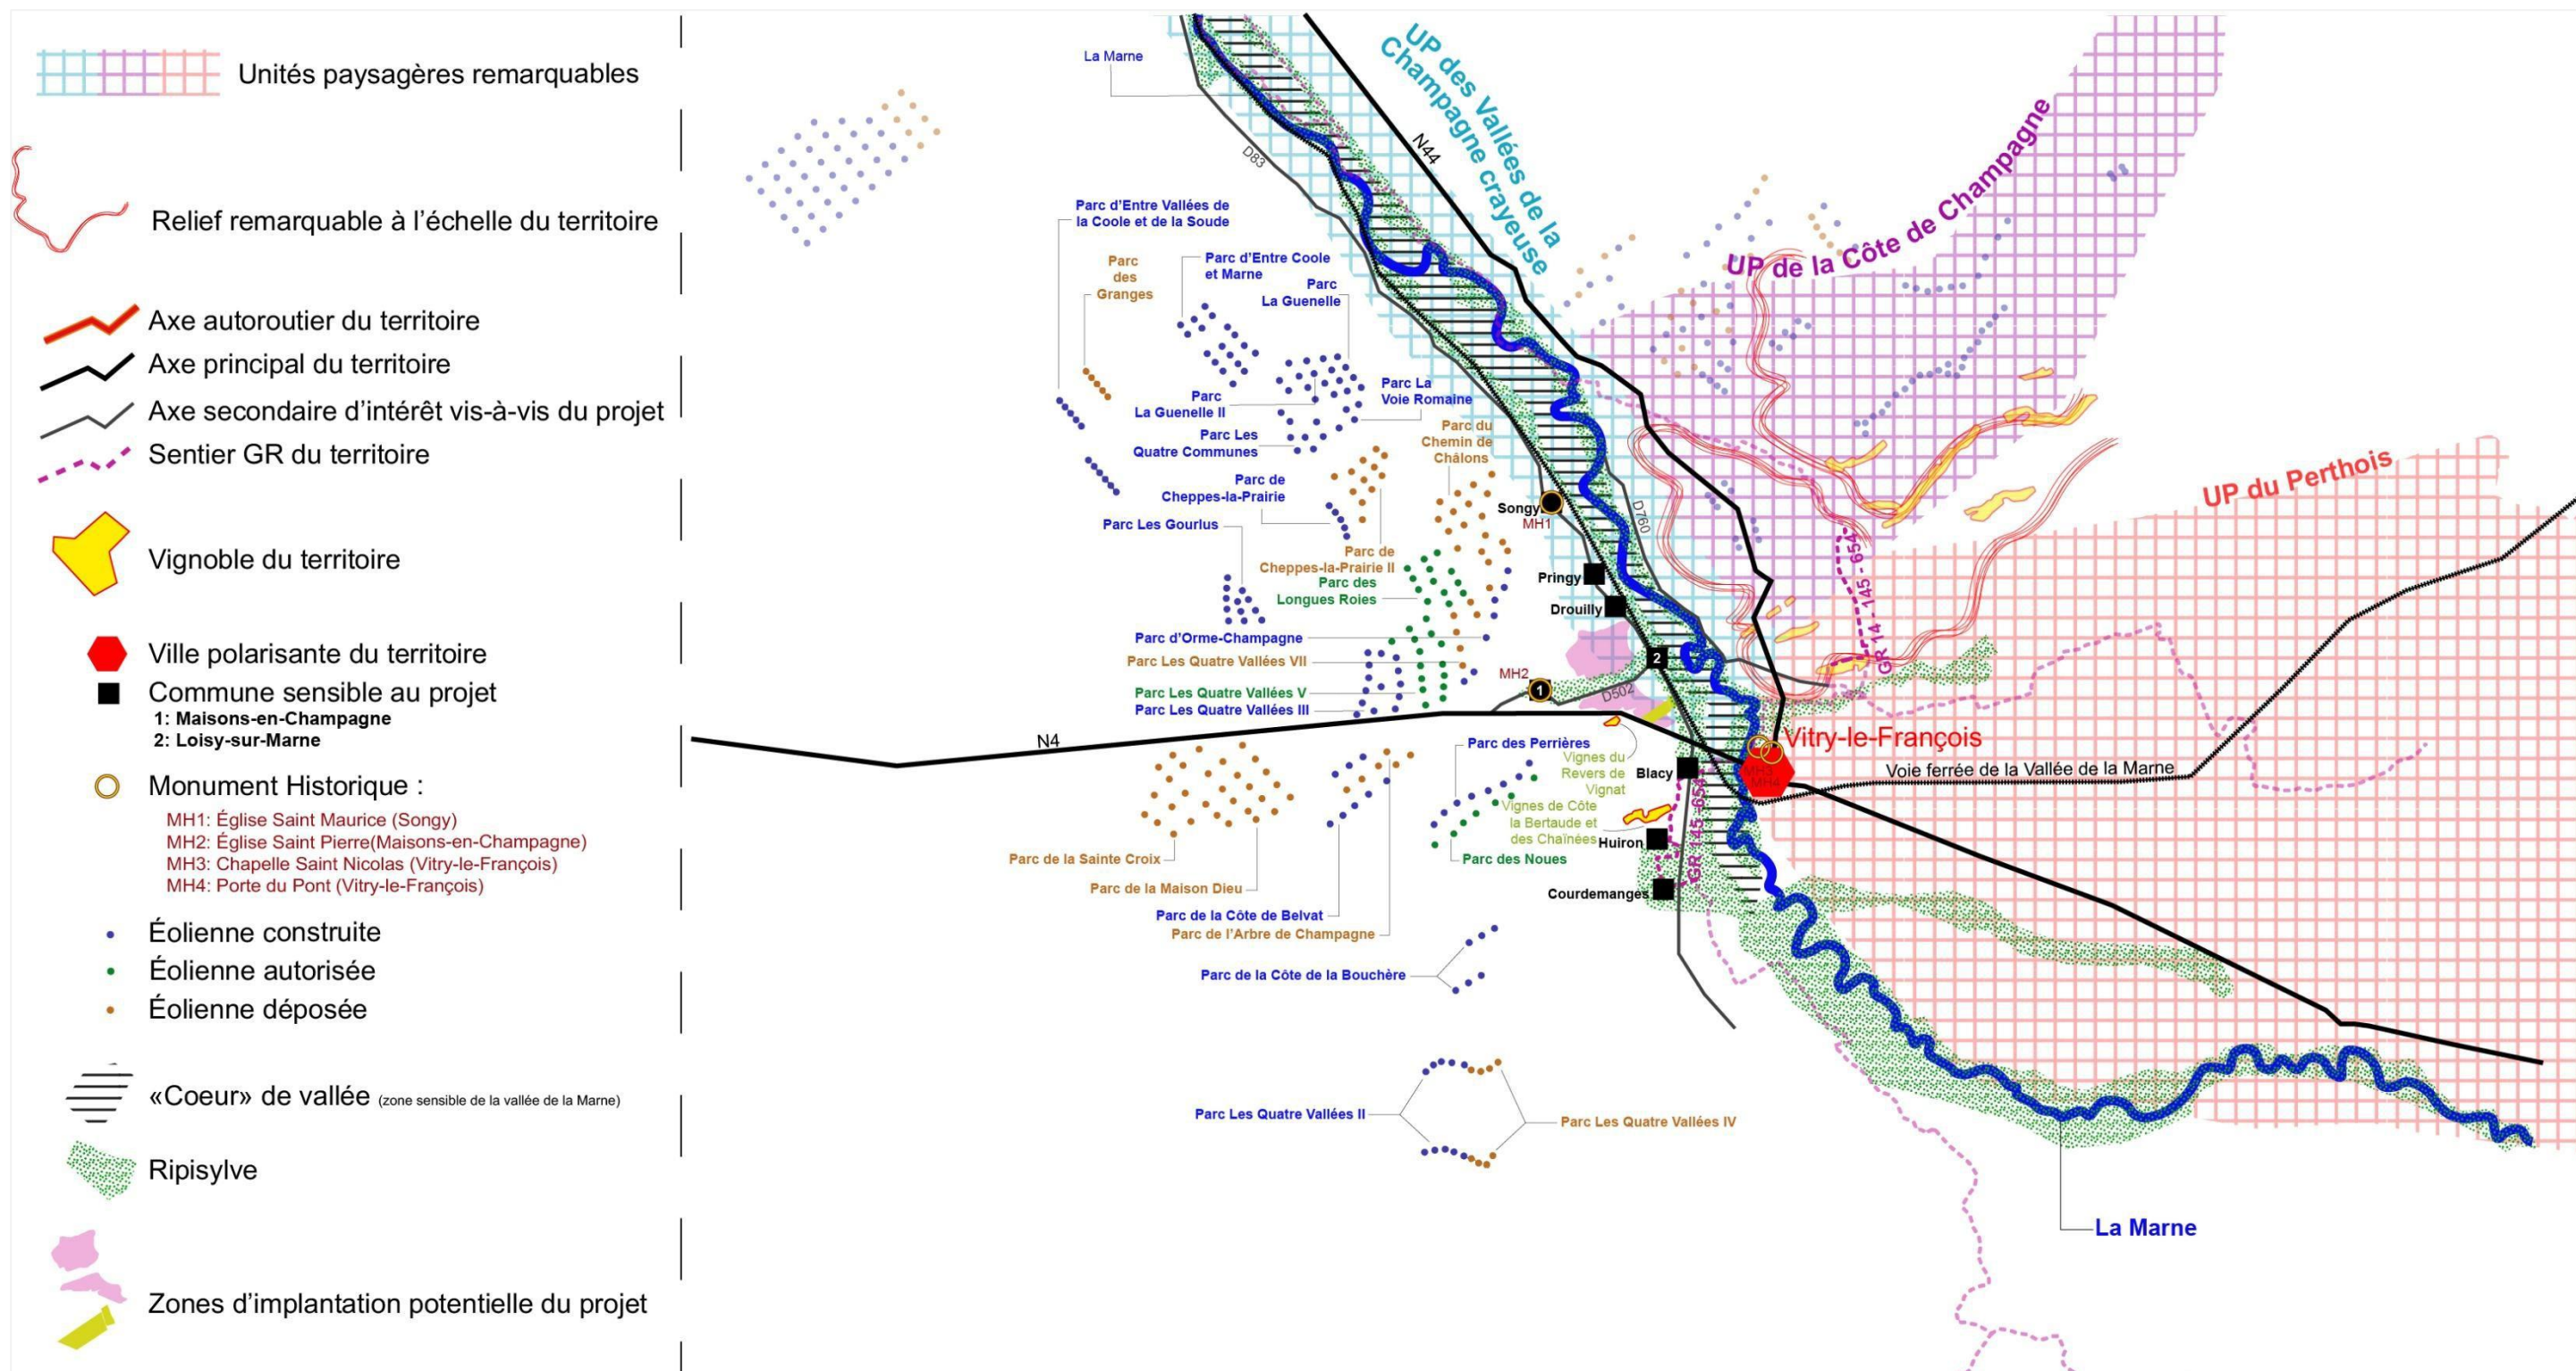 Unités paysagères remarquables
Relief remarquable à l'échelle du territoire
Axe autoroutier du territoire
Axe principal du territoire
Axe secondaire d'intérêt vis-à-vis du projet
Sentier GR du territoire
Vignoble du territoire
Ville polarisante du territoire
Commune sensible au projet
1: Maisons-en-Champagne
2: Loisy-sur-Marne
Monument Historique :
MH1: Église Saint Maurice (Songy)
MH2: Église Saint Pierre(Maisons-en-Champagne)
MH3: Chapelle Saint Nicolas (Vitry-le-François)
MH4: Porte du Pont (Vitry-le-François)
Éolienne construite
Éolienne autorisée
Éolienne déposée
«Coeur» de vallée (zone sensible de la vallée de la Marne)
Ripisylve
Zones d'implantation potentielle du projet
La Marne
D83
N44
UP des Vallées de la
Champagne crayeuse
UP de la Côte de Champagne
UP du Perthois
Parc d'Entre Vallées de
la Coole et de la Soude
Parc
des
Granges
Parc d'Entre Coole
et Marne
Parc
La Guenelle
Parc
La Guenelle II
Parc La
Voie Romaine
Parc Les
Quatre Communes
Parc du
Chemin de
Châlons
Parc de
Cheppes-la-Prairie
Parc Les Gourlus
Songy
MH1
D760
Parc de
Cheppes-la-Prairie II
Parc des
Longues Roies
Pringy
Drouilly
GR 14 - 145 - 654
Parc d'Orme-Champagne
Parc Les Quatre Vallées VII
Parc Les Quatre Vallées V
Parc Les Quatre Vallées III
MH2
1
2
D502
N4
Parc des Perrières
Vignes du
Revers de
Vignat
Blacy
Vitry-le-François
MH3
MH4
Voie ferrée de la Vallée de la Marne
GR 145 - 654
Vignes de Côte
la Bertaude et
des Chaînées
Huiron
Parc de la Sainte Croix
Parc des Noues
Parc de la Maison Dieu
Courdemanges
Parc de la Côte de Belvat
Parc de l'Arbre de Champagne
Parc de la Côte de la Bouchère
Parc Les Quatre Vallées II
Parc Les Quatre Vallées IV
La Marne